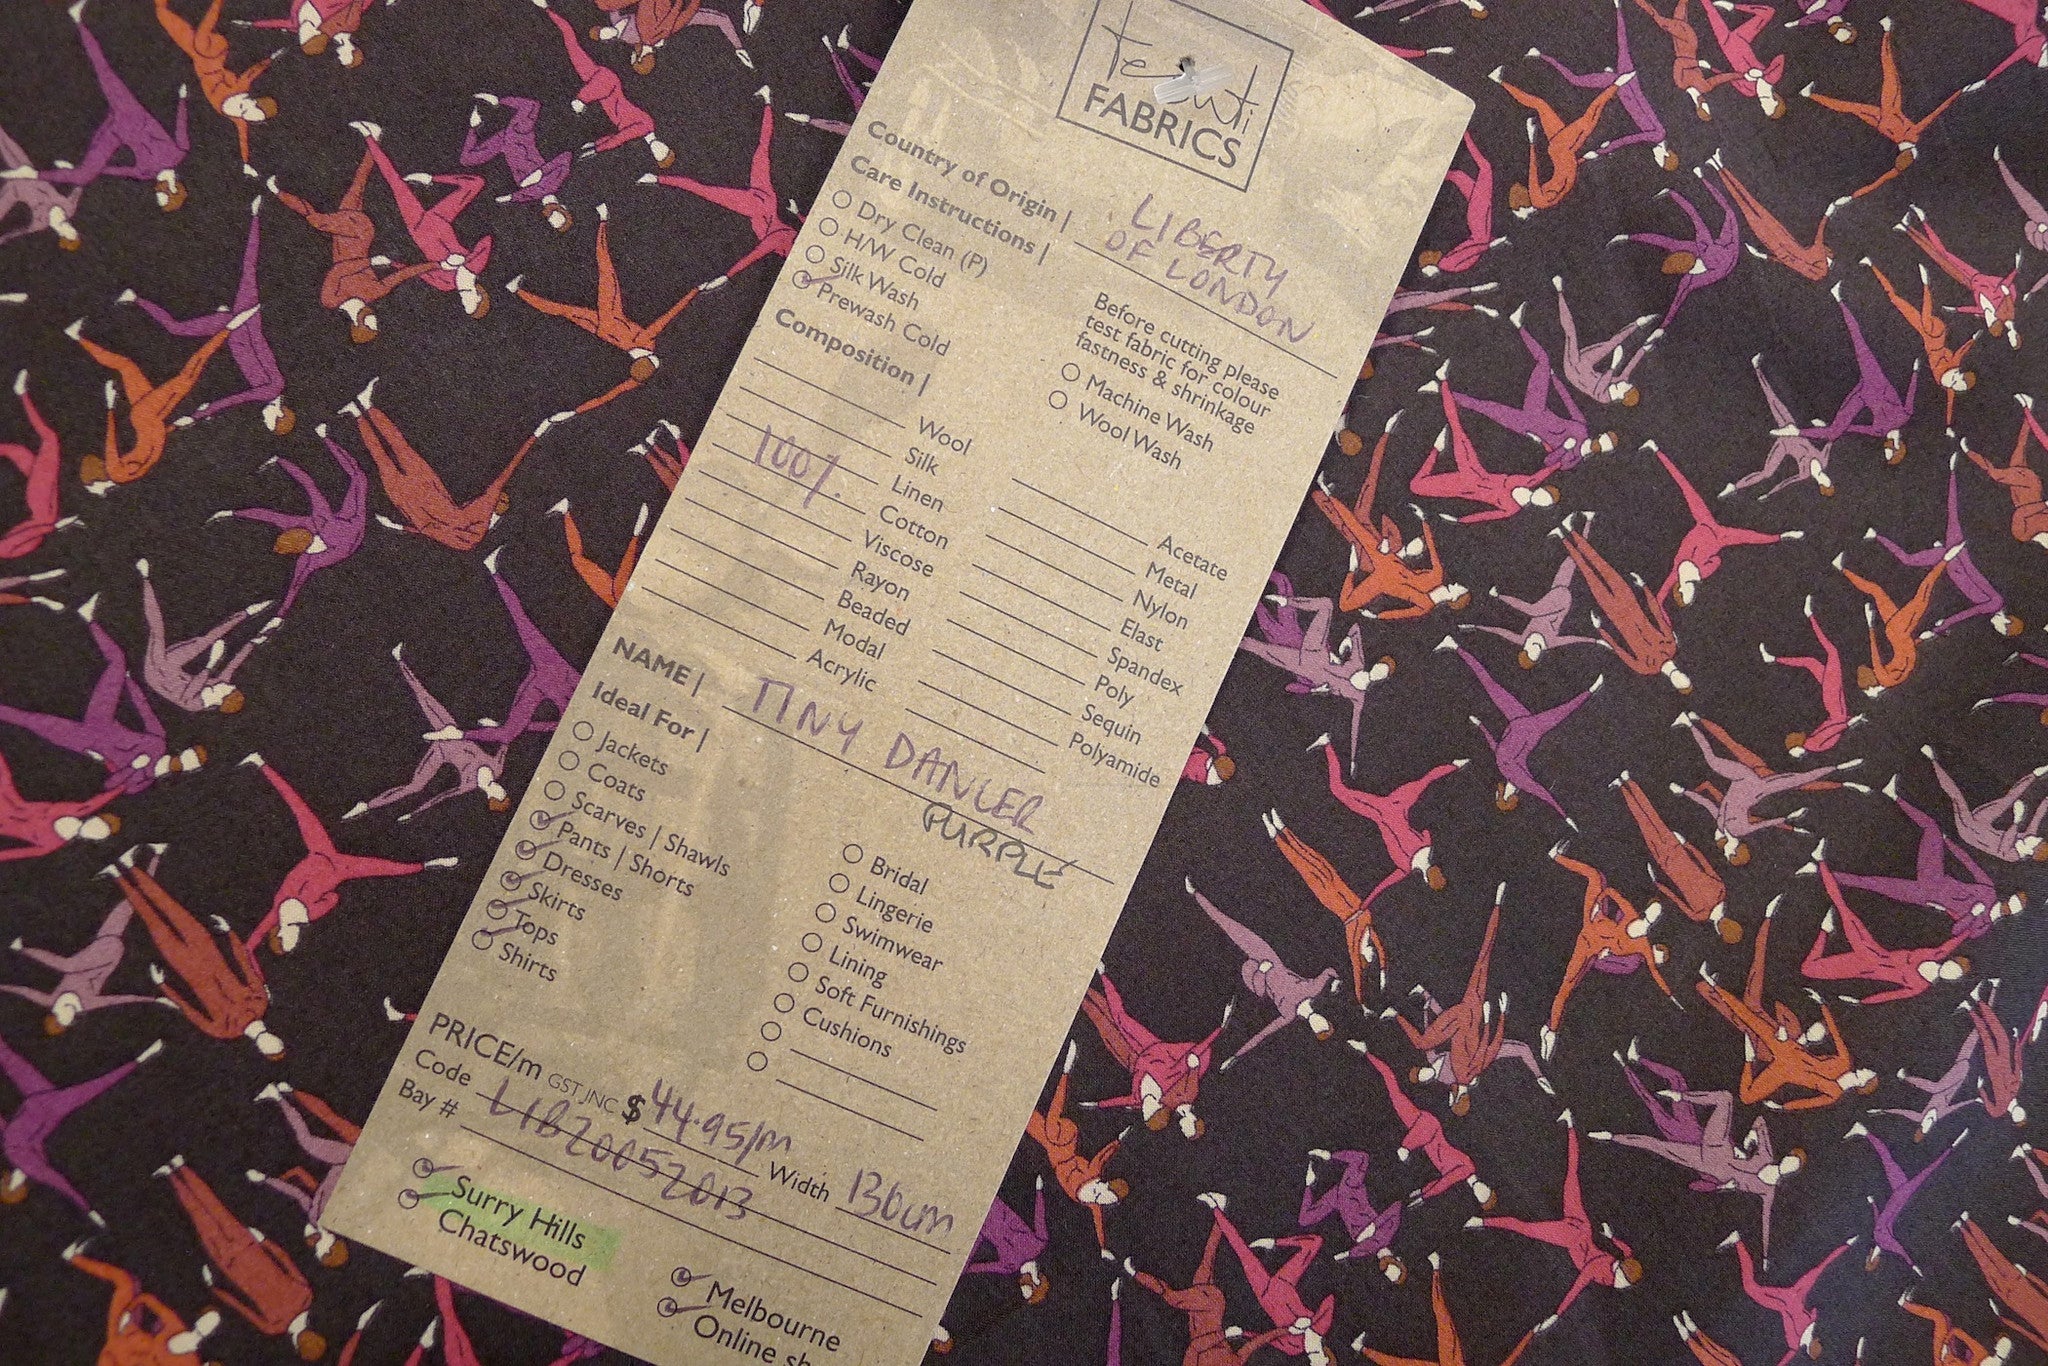 tessuti
FABRICS
Country of Origin | LIBERTY
OF LONDON
Care Instructions |
Dry Clean (P)
H/W Cold
Silk Wash
Prewash Cold
Before cutting please
test fabric for colour
fastness & shrinkage
Machine Wash
Wool Wash
Composition |
Wool
Silk
Linen
100% Cotton
Viscose
Rayon
Beaded
Modal
Acrylic
Acetate
Metal
Nylon
Elast
Spandex
Poly
Sequin
Polyamide
NAME | TINY DANCER
PURPLE
Ideal For |
Jackets
Coats
Scarves | Shawls
Pants | Shorts
Dresses
Skirts
Tops
Shirts
Bridal
Lingerie
Swimwear
Lining
Soft Furnishings
Cushions
PRICE/m GST INC $44.95/m
Code LIBZ0052013 Width 136cm
Bay #
Surry Hills
Chatswood
Melbourne
Online sh